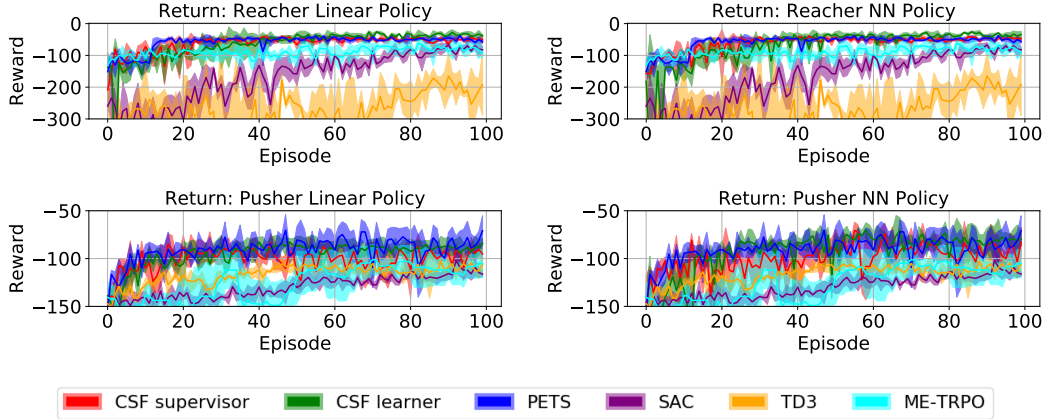 Return: Reacher Linear Policy
0
−100
−200
−300
Reward
0 20 40 60 80 100
Episode
Return: Reacher NN Policy
0
−100
−200
−300
Reward
0 20 40 60 80 100
Episode
Return: Pusher Linear Policy
−50
−100
−150
Reward
0 20 40 60 80 100
Episode
Return: Pusher NN Policy
−50
−100
−150
Reward
0 20 40 60 80 100
Episode
CSF supervisor CSF learner PETS SAC TD3 ME-TRPO